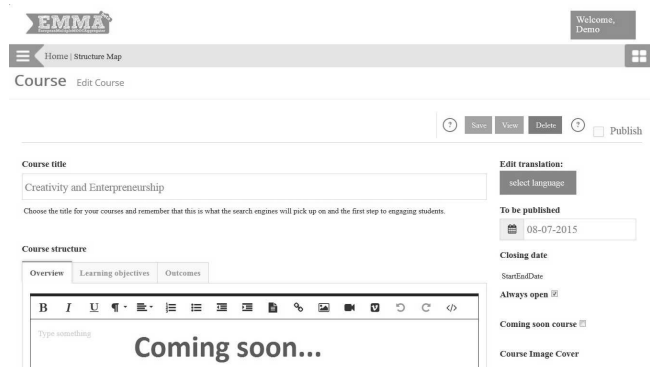 EMMA
Welcome,
Demo
Home | Structure Map
Course Edit Course
? Save View Delete ? Publish
Course title
Creativity and Enterpreneurship
Choose the title for your courses and remember that this is what the search engines will pick up on and the first step to engaging students.
Course structure
Overview Learning objectives Outcomes
B I U
Type something
Coming soon...
Edit translation:
select language
To be published
08-07-2015
Closing date
StartEndDate
Always open
Coming soon course
Course Image Cover